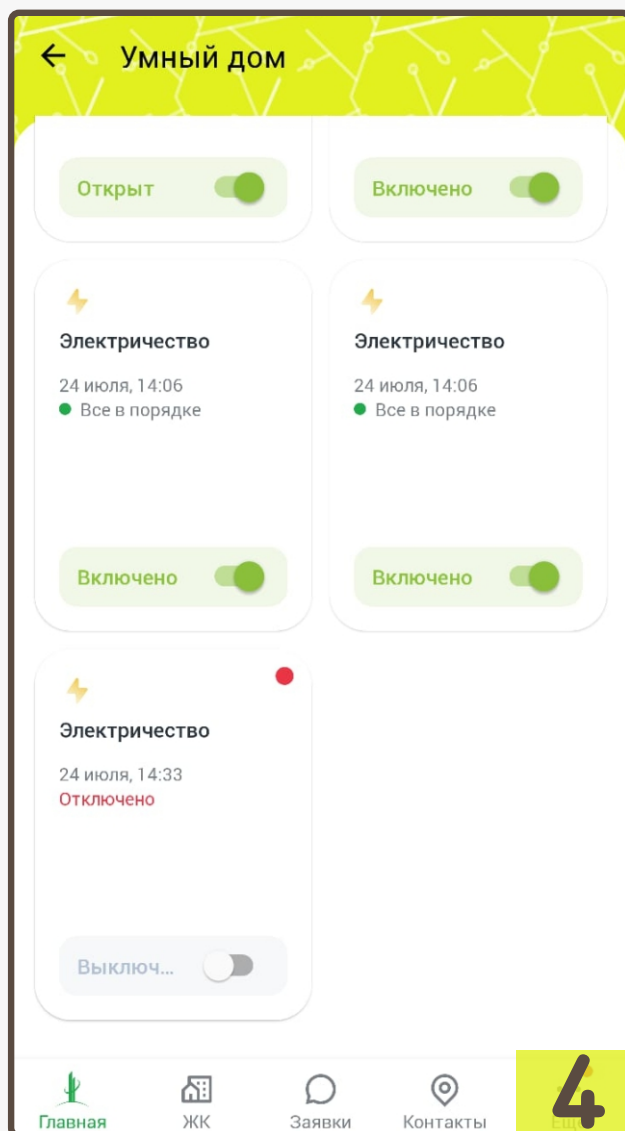 Умный дом
Открыт
Включено
Электричество
24 июля, 14:06
Все в порядке
Включено
Электричество
24 июля, 14:06
Все в порядке
Включено
Электричество
24 июля, 14:33
Отключено
Выключ...
Главная
ЖК
Заявки
Контакты
Ещё
4